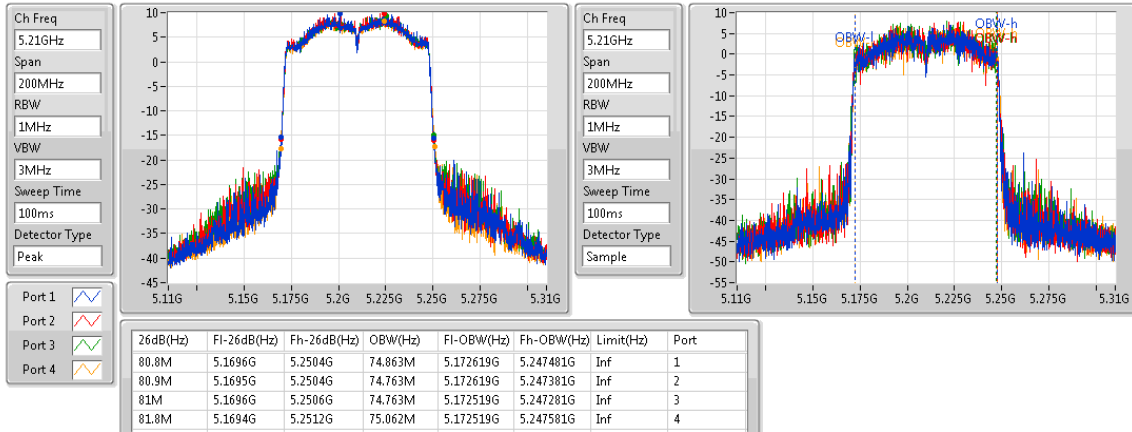 Ch Freq
5.21GHz
Span
200MHz
RBW
1MHz
VBW
3MHz
Sweep Time
100ms
Detector Type
Peak
10
5
0
-5
-10
-15
-20
-25
-30
-35
-40
-45
5.11G 5.15G 5.175G 5.2G 5.225G 5.25G 5.275G 5.31G
Ch Freq
5.21GHz
Span
200MHz
RBW
1MHz
VBW
3MHz
Sweep Time
100ms
Detector Type
Sample
10
5
0
-5
-10
-15
-20
-25
-30
-35
-40
-45
-50
-55
OBW-l
OBW-h
OBW-h
5.11G 5.15G 5.175G 5.2G 5.225G 5.25G 5.275G 5.31G
Port 1
Port 2
Port 3
Port 4
26dB(Hz) Fl-26dB(Hz) Fh-26dB(Hz) OBW(Hz) Fl-OBW(Hz) Fh-OBW(Hz) Limit(Hz) Port
80.8M 5.1696G 5.2504G 74.863M 5.172619G 5.247481G Inf 1
80.9M 5.1695G 5.2504G 74.763M 5.172619G 5.247381G Inf 2
81M 5.1696G 5.2506G 74.763M 5.172519G 5.247281G Inf 3
81.8M 5.1694G 5.2512G 75.062M 5.172519G 5.247581G Inf 4